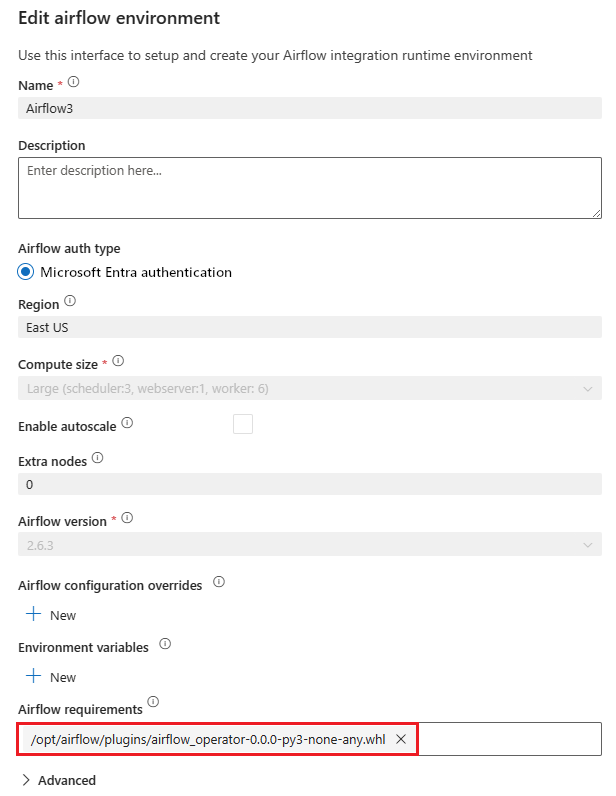 Edit airflow environment
Use this interface to setup and create your Airflow integration runtime environment
Name *
Airflow3
Description
Enter description here...
Airflow auth type
Microsoft Entra authentication
Region
East US
Compute size *
Large (scheduler:3, webserver:1, worker: 6)
Enable autoscale
Extra nodes
0
Airflow version *
2.6.3
Airflow configuration overrides
New
Environment variables
New
Airflow requirements
/opt/airflow/plugins/airflow_operator-0.0.0-py3-none-any.whl
Advanced